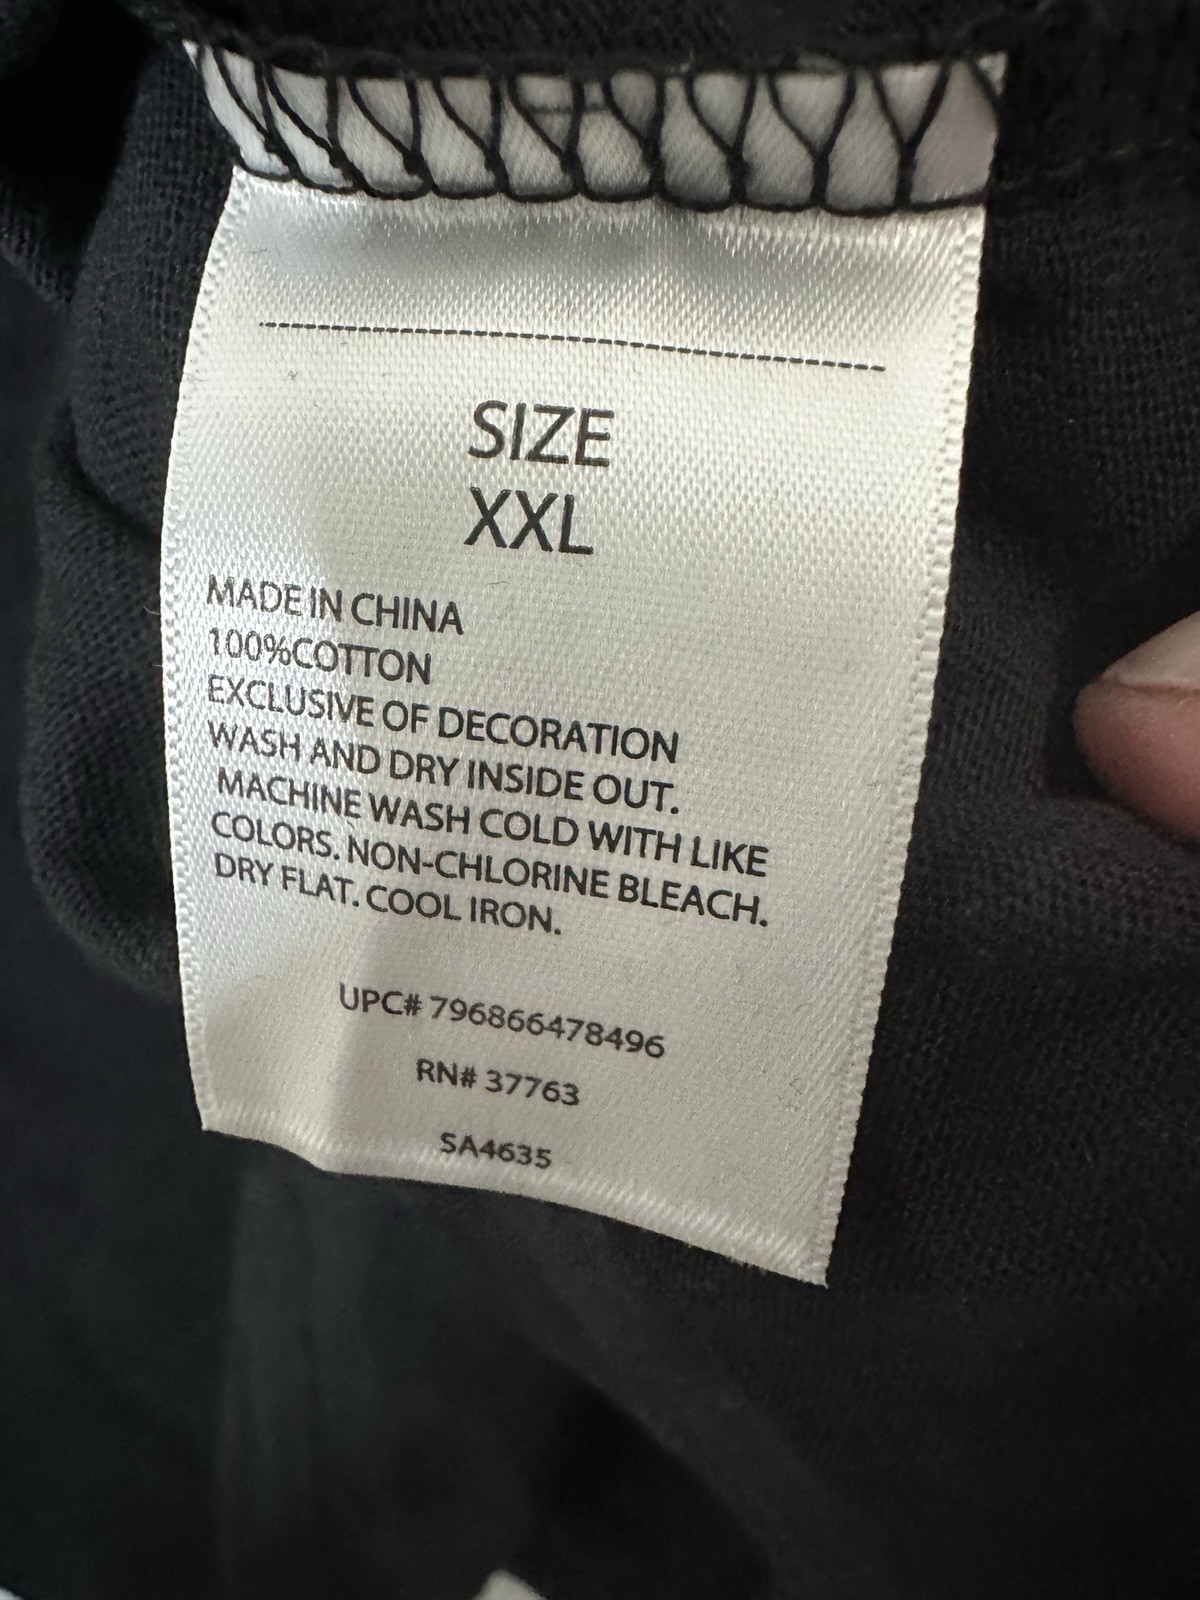 SIZE
XXL
MADE IN CHINA
100%COTTON
EXCLUSIVE OF DECORATION
WASH AND DRY INSIDE OUT.
MACHINE WASH COLD WITH LIKE
COLORS. NON-CHLORINE BLEACH.
DRY FLAT. COOL IRON.
UPC# 796866478496
RN# 37763
SA4635